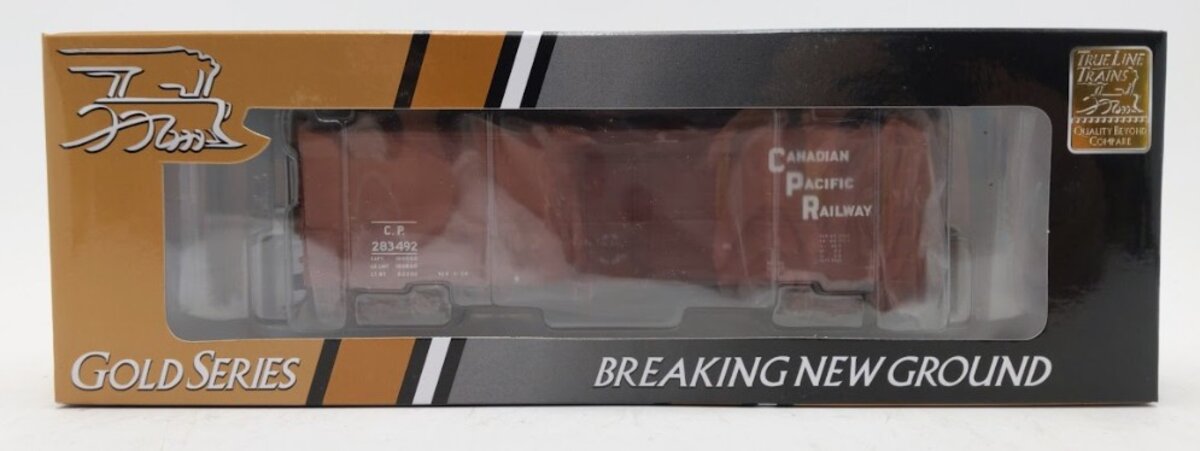 TRUE LINE
TRAINS
QUALITY BEYOND
COMPARE
CANADIAN
PACIFIC
RAILWAY
C.P.
283492
GOLD SERIES
BREAKING NEW GROUND